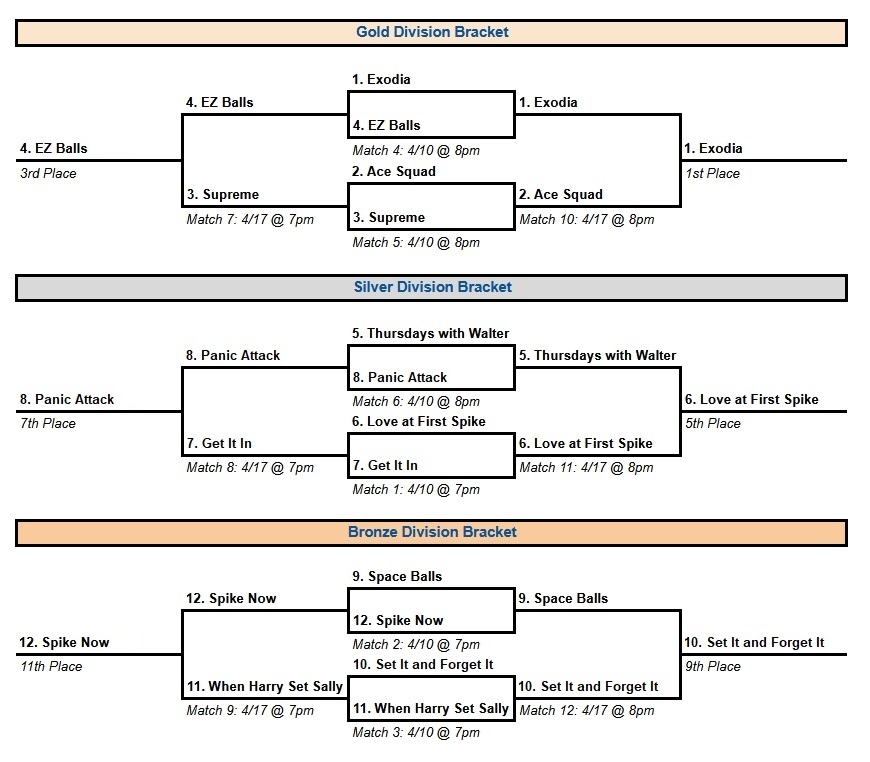 Gold Division Bracket
1. Exodia
4. EZ Balls
1. Exodia
4. EZ Balls
Match 4: 4/10 @ 8pm
4. EZ Balls
1. Exodia
3rd Place
2. Ace Squad
1st Place
3. Supreme
2. Ace Squad
3. Supreme
Match 7: 4/17 @ 7pm
Match 10: 4/17 @ 8pm
Match 5: 4/10 @ 8pm
Silver Division Bracket
5. Thursdays with Walter
8. Panic Attack
5. Thursdays with Walter
8. Panic Attack
Match 6: 4/10 @ 8pm
8. Panic Attack
6. Love at First Spike
7th Place
6. Love at First Spike
5th Place
7. Get It In
6. Love at First Spike
7. Get It In
Match 8: 4/17 @ 7pm
Match 11: 4/17 @ 8pm
Match 1: 4/10 @ 7pm
Bronze Division Bracket
9. Space Balls
12. Spike Now
9. Space Balls
12. Spike Now
Match 2: 4/10 @ 7pm
12. Spike Now
10. Set It and Forget It
11th Place
10. Set It and Forget It
9th Place
11. When Harry Set Sally
10. Set It and Forget It
11. When Harry Set Sally
Match 9: 4/17 @ 7pm
Match 12: 4/17 @ 8pm
Match 3: 4/10 @ 7pm